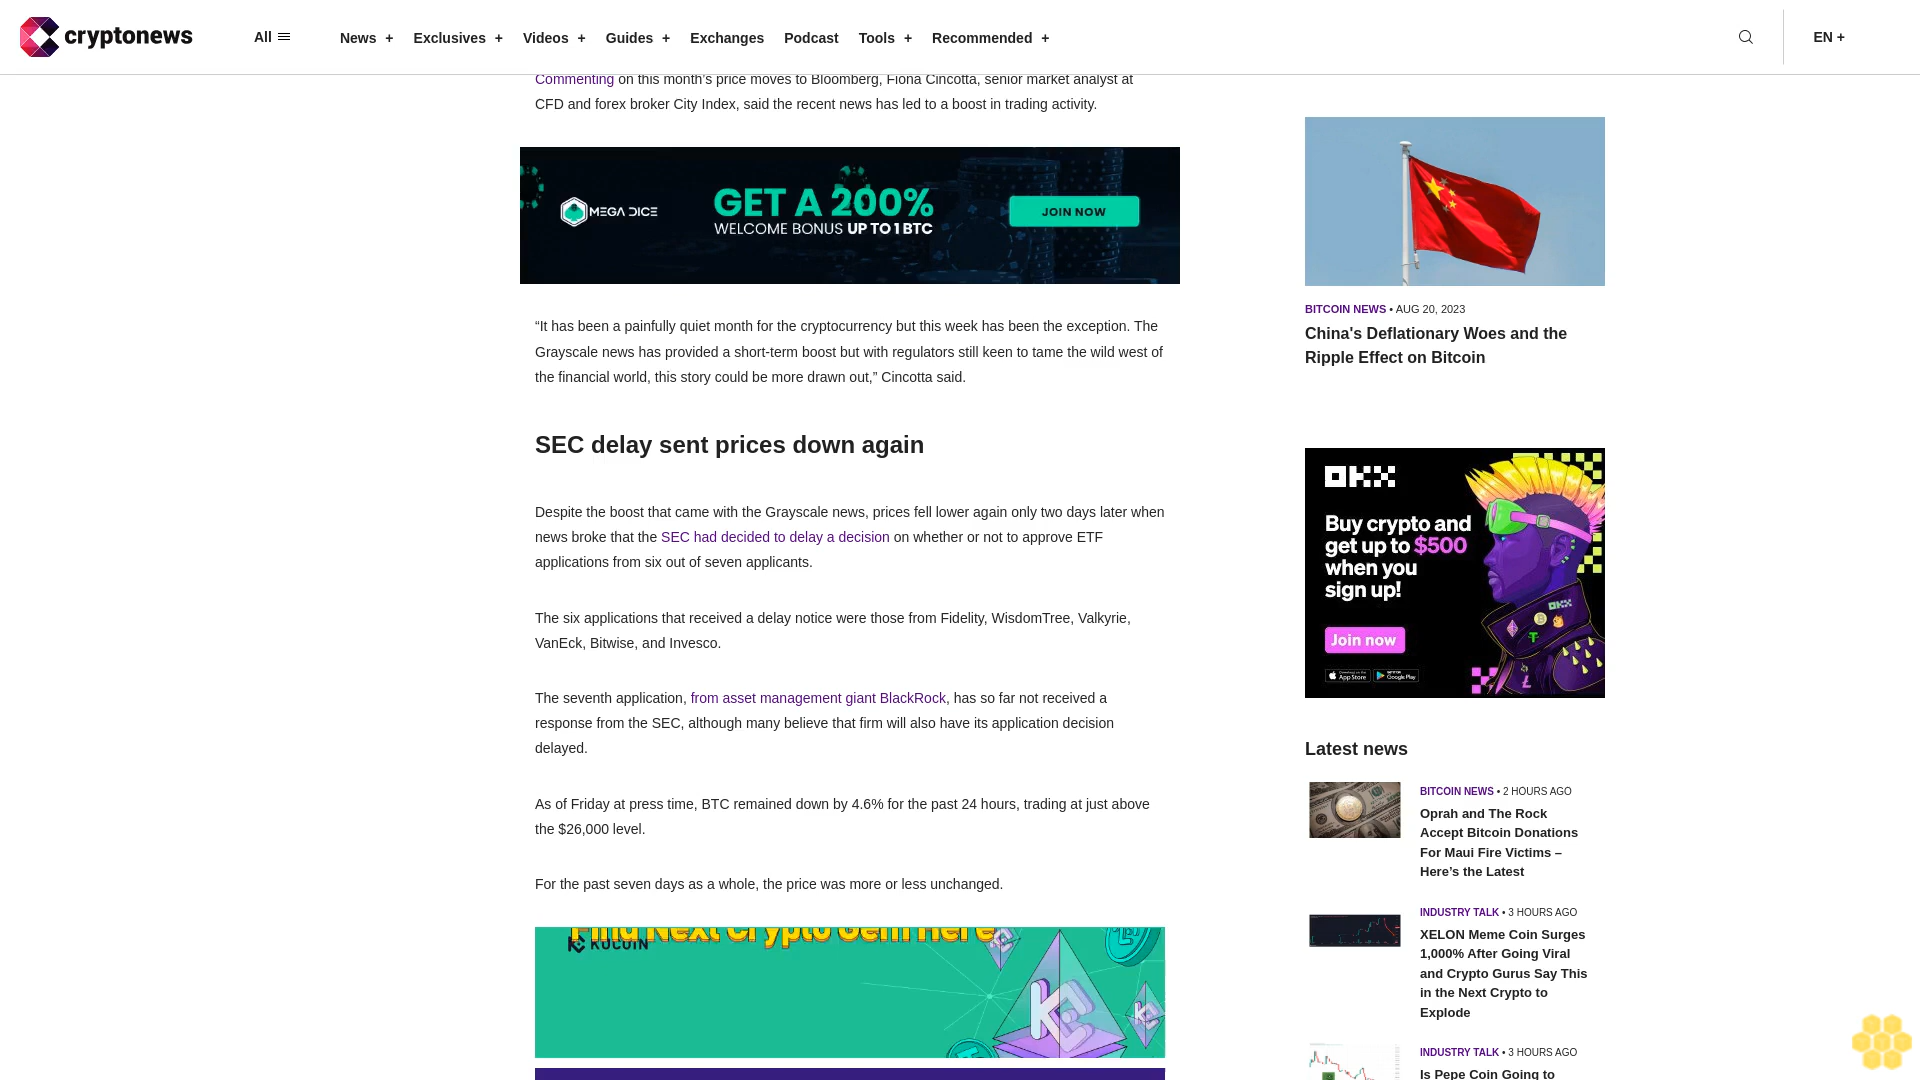 cryptonews
All
News +
Exclusives +
Videos +
Guides +
Exchanges
Podcast
Tools +
Recommended +
EN +
Commenting on this month’s price moves to Bloomberg, Fiona Cincotta, senior market analyst at
CFD and forex broker City Index, said the recent news has led to a boost in trading activity.
MEGA DICE
GET A 200%
WELCOME BONUS UP TO 1 BTC
JOIN NOW
“It has been a painfully quiet month for the cryptocurrency but this week has been the exception. The
Grayscale news has provided a short-term boost but with regulators still keen to tame the wild west of
the financial world, this story could be more drawn out,” Cincotta said.
SEC delay sent prices down again
Despite the boost that came with the Grayscale news, prices fell lower again only two days later when
news broke that the SEC had decided to delay a decision on whether or not to approve ETF
applications from six out of seven applicants.
The six applications that received a delay notice were those from Fidelity, WisdomTree, Valkyrie,
VanEck, Bitwise, and Invesco.
The seventh application, from asset management giant BlackRock, has so far not received a
response from the SEC, although many believe that firm will also have its application decision
delayed.
As of Friday at press time, BTC remained down by 4.6% for the past 24 hours, trading at just above
the $26,000 level.
For the past seven days as a whole, the price was more or less unchanged.
Find Next Crypto Gem Here
KUCOIN
BITCOIN NEWS • AUG 20, 2023
China's Deflationary Woes and the
Ripple Effect on Bitcoin
OKX
Buy crypto and
get up to $500
when you
sign up!
Join now
Download on the
App Store
Google Play
OKX
Latest news
BITCOIN NEWS • 2 HOURS AGO
Oprah and The Rock
Accept Bitcoin Donations
For Maui Fire Victims –
Here’s the Latest
INDUSTRY TALK • 3 HOURS AGO
XELON Meme Coin Surges
1,000% After Going Viral
and Crypto Gurus Say This
in the Next Crypto to
Explode
INDUSTRY TALK • 3 HOURS AGO
Is Pepe Coin Going to